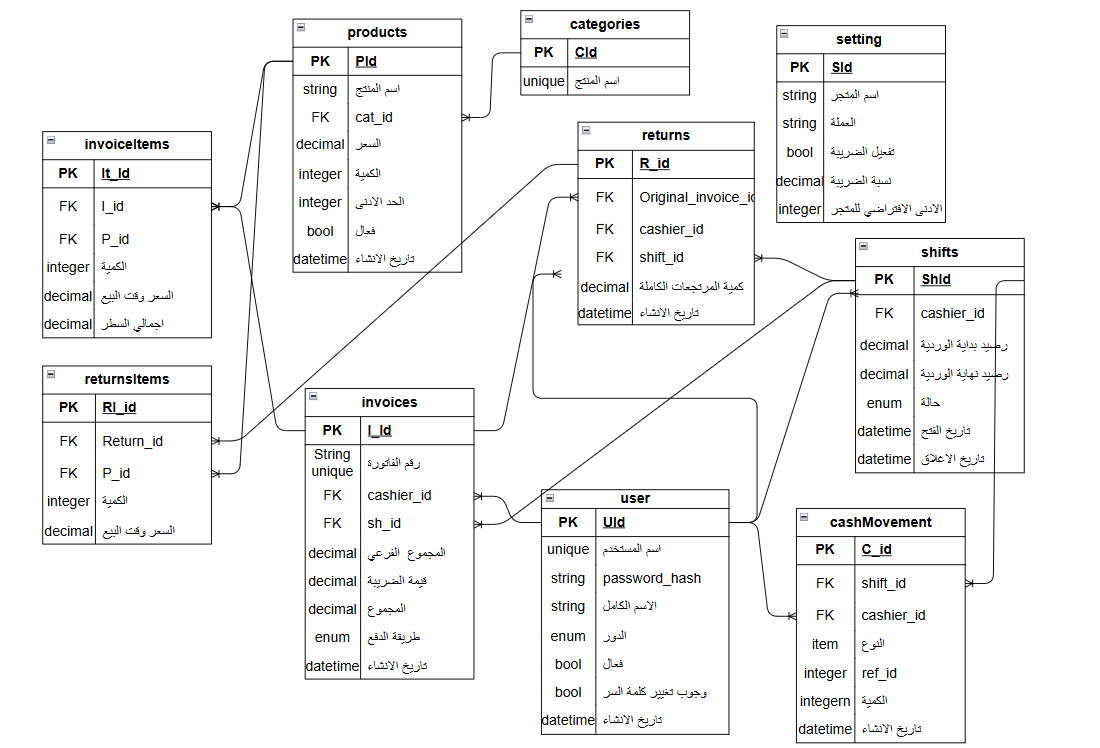 products
PK PId
string اسم المنتج
FK cat_id
decimal السعر
integer الكمية
integer الحد الادنى
bool فعال
datetime تاريخ الانشاء
categories
PK CId
unique اسم المنتج
setting
PK SId
string اسم المتجر
string العملة
bool تفعيل الضريبة
decimal نسبة الضريبة
integer الادنى الافتراضي للمتجر
invoiceItems
PK It_Id
FK I_id
FK P_id
integer الكمية
decimal السعر وقت البيع
decimal اجمالي السطر
returns
PK R_id
FK Original_invoice_id
FK cashier_id
FK shift_id
decimal كمية المرتجعات الكاملة
datetime تاريخ الانشاء
shifts
PK ShId
FK cashier_id
decimal رصيد بداية الوردية
decimal رصيد نهاية الوردية
enum حالة
datetime تاريخ الفتح
datetime تاريخ الاغلاق
returnsItems
PK RI_id
FK Return_id
FK P_id
integer الكمية
decimal السعر وقت البيع
invoices
PK I_Id
String
unique رقم الفاتورة
FK cashier_id
FK sh_id
decimal المجموع الفرعي
decimal قيمة الضريبة
decimal المجموع
enum طريقة الدفع
datetime تاريخ الانشاء
user
PK UId
unique اسم المستخدم
string password_hash
string الاسم الكامل
enum الدور
bool فعال
bool وجوب تغيير كلمة السر
datetime تاريخ الانشاء
cashMovement
PK C_id
FK shift_id
FK cashier_id
item النوع
integer ref_id
integern الكمية
datetime تاريخ الانشاء